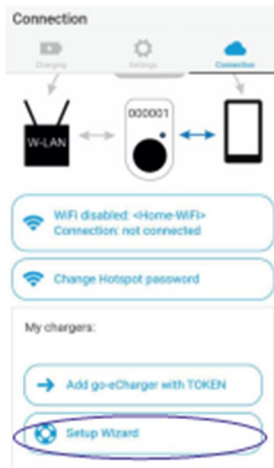 Connection
Charging
Settings
Connection
000001
W-LAN
WiFi disabled: <Home-WiFi>
Connection: not connected
Change Hotspot password
My chargers:
Add go-eCharger with TOKEN
Setup Wizard